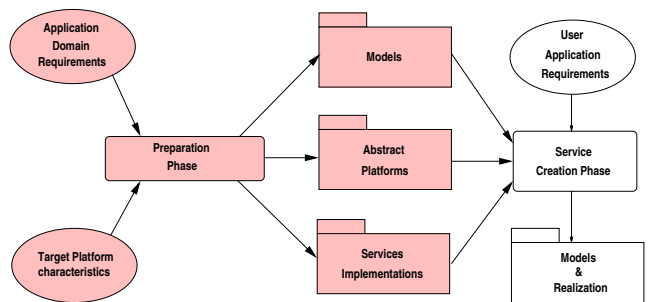 Application
Domain
Requirements
Models
User
Application
Requirements
Preparation
Phase
Abstract
Platforms
Service
Creation Phase
Target Platform
characteristics
Services
Implementations
Models
&
Realization